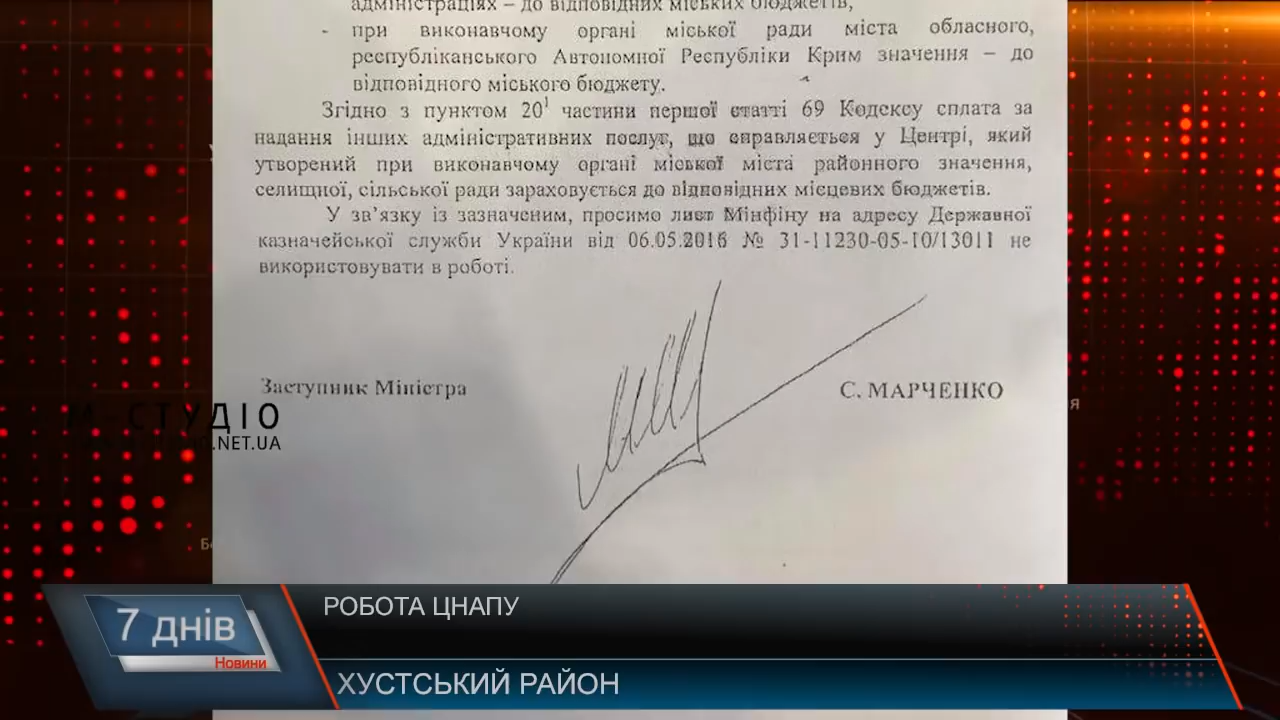 адміністраціях – до відповідних міських бюджетів;
- при виконавчому органі міської ради міста обласного,
республіканського Автономної Республіки Крим значення – до
відповідного міського бюджету.
Згідно з пунктом 20¹ частини першої статті 69 Кодексу сплата за
надання інших адміністративних послуг, що справляється у Центрі, який
утворений при виконавчому органі міської міста районного значення,
селищної, сільської ради зараховується до відповідних місцевих бюджетів.
У зв’язку із зазначеним, просимо лист Мінфіну на адресу Державної
казначейської служби України від 06.05.2016 № 31-11230-05-10/13011 не
використовувати в роботі.
Заступник Міністра
С. МАРЧЕНКО
М-СТУДІО
.NET.UA
РОБОТА ЦНАПУ
7 днів
Новини
ХУСТСЬКИЙ РАЙОН